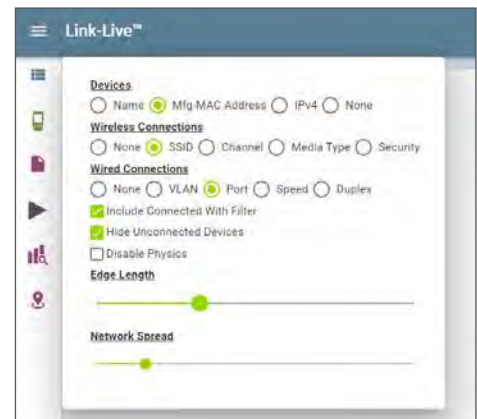 Link-Live™
Devices
Name Mfg-MAC Address IPv4 None
Wireless Connections
None SSID Channel Media Type Security
Wired Connections
None VLAN Port Speed Duplex
Include Connected With Filter
Hide Unconnected Devices
Disable Physics
Edge Length
Network Spread